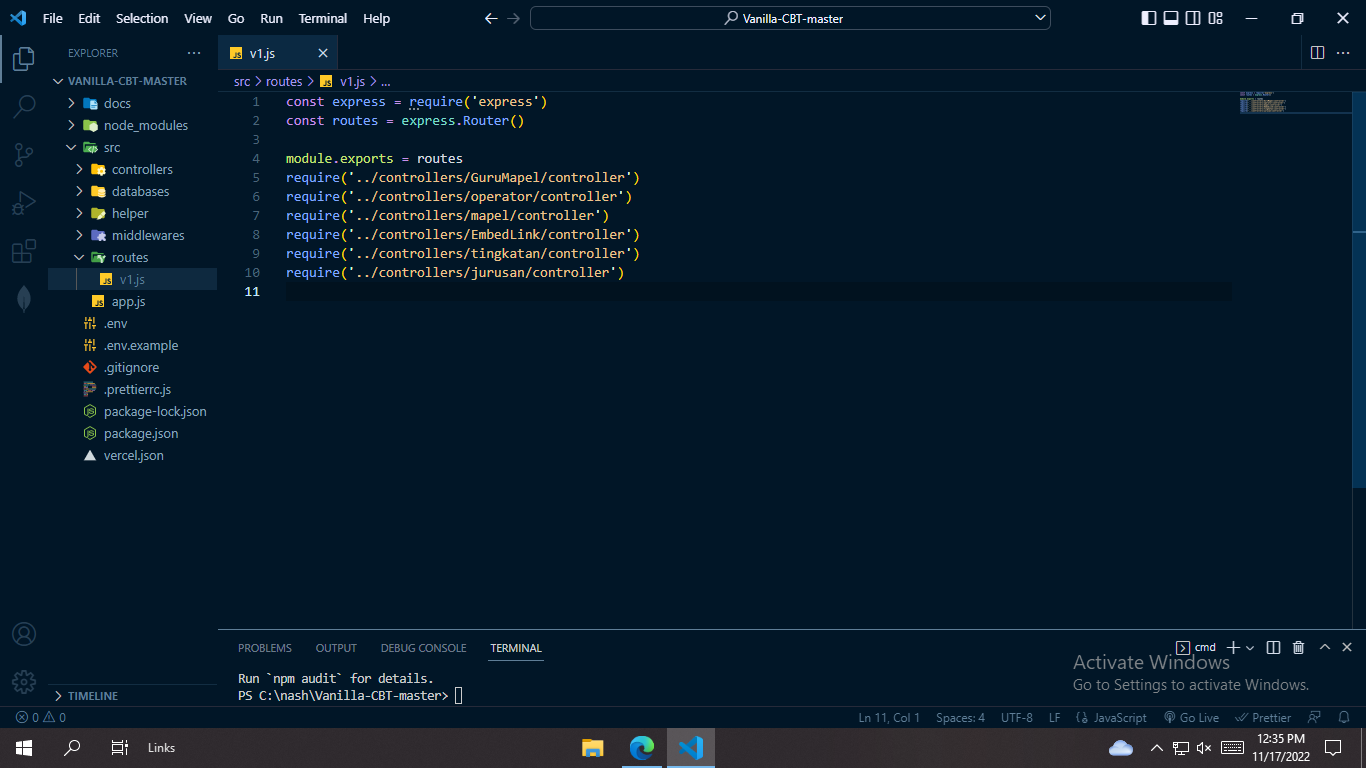 File Edit Selection View Go Run Terminal Help
Vanilla-CBT-master
EXPLORER
VANILLA-CBT-MASTER
docs
node_modules
src
controllers
databases
helper
middlewares
routes
v1.js
app.js
.env
.env.example
.gitignore
.prettierrc.js
package-lock.json
package.json
vercel.json
TIMELINE
v1.js
src > routes > v1.js > ...
1 const express = require('express')
2 const routes = express.Router()
3
4 module.exports = routes
5 require('../controllers/GuruMapel/controller')
6 require('../controllers/operator/controller')
7 require('../controllers/mapel/controller')
8 require('../controllers/EmbedLink/controller')
9 require('../controllers/tingkatan/controller')
10 require('../controllers/jurusan/controller')
11
PROBLEMS OUTPUT DEBUG CONSOLE TERMINAL
cmd
Run `npm audit` for details.
PS C:\nash\Vanilla-CBT-master>
Activate Windows
Go to Settings to activate Windows.
0 0
Ln 11, Col 1 Spaces: 4 UTF-8 LF JavaScript Go Live Prettier
Links
12:35 PM
11/17/2022